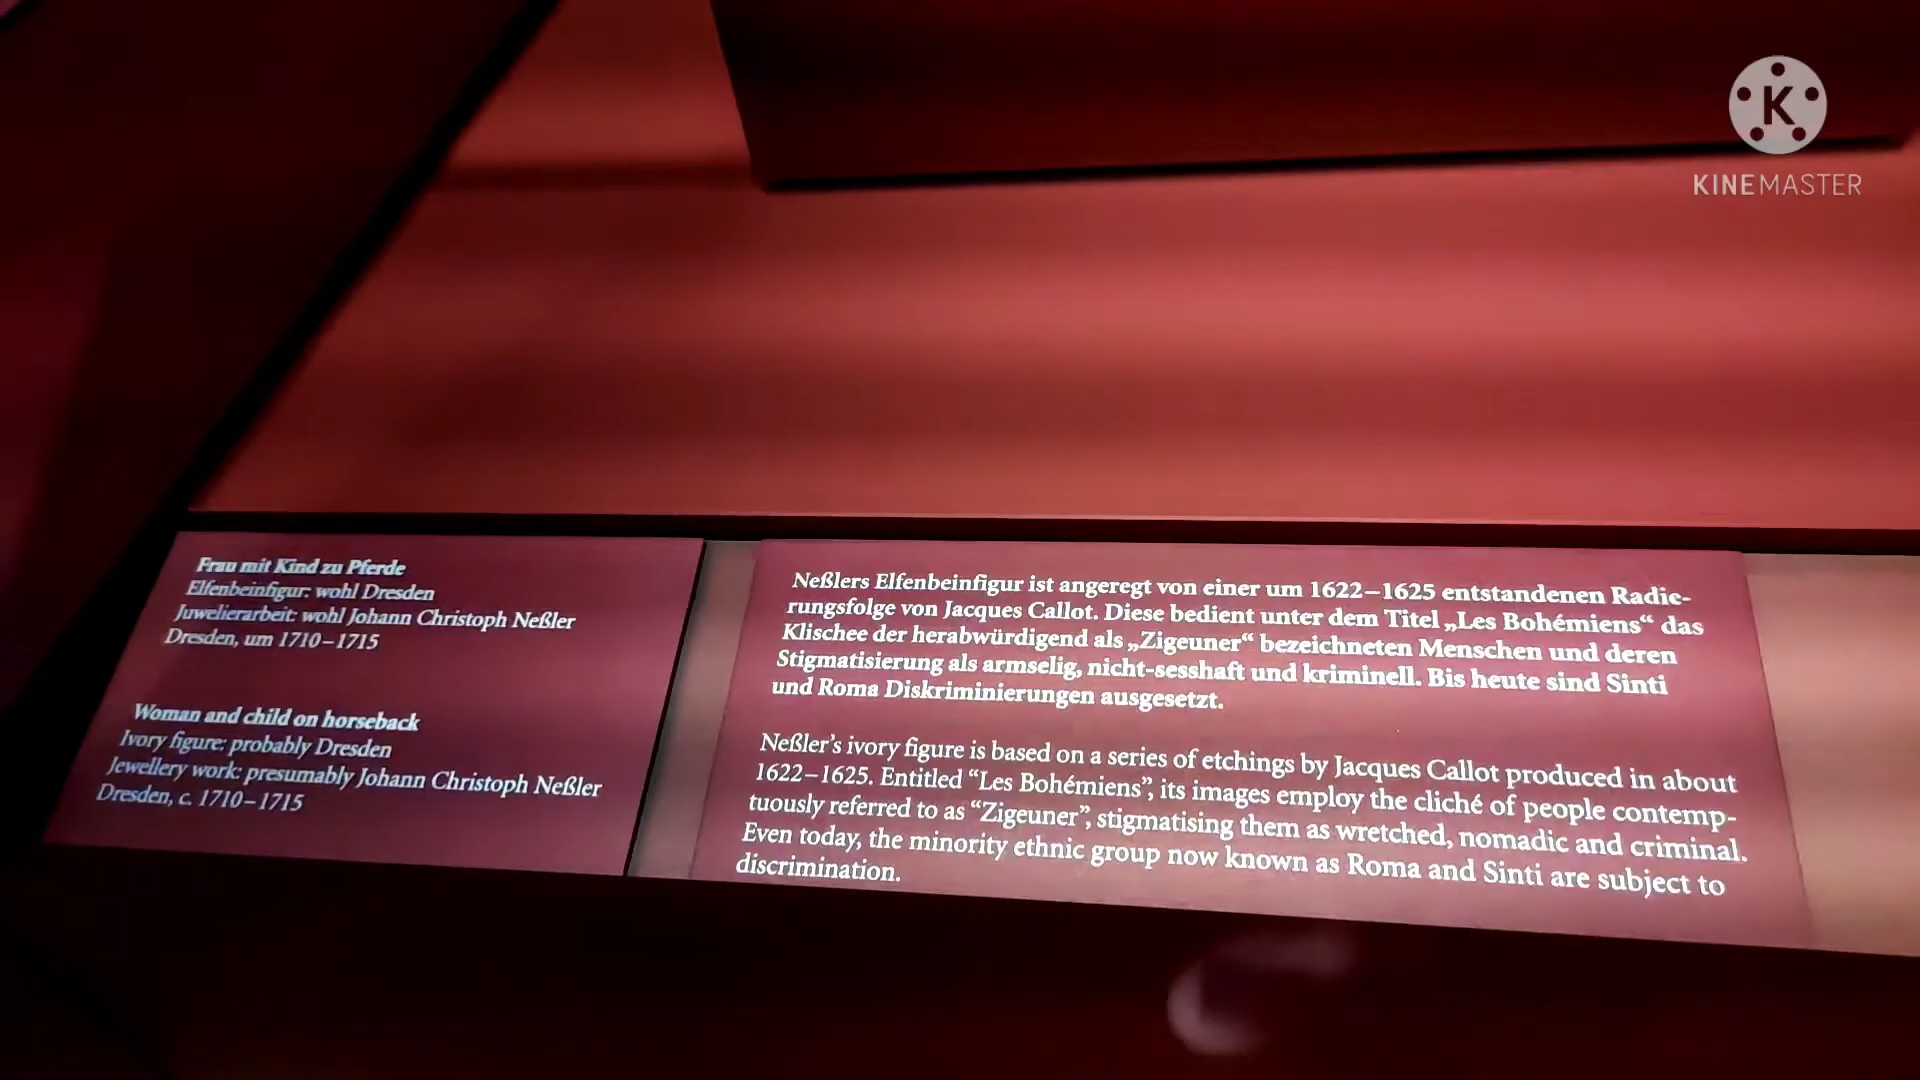 KINEMASTER
Frau mit Kind zu Pferde
Elfenbeinfigur: wohl Dresden
Juwelierarbeit: wohl Johann Christoph Neßler
Dresden, um 1710–1715
Woman and child on horseback
Ivory figure: probably Dresden
Jewellery work: presumably Johann Christoph Neßler
Dresden, c. 1710–1715
Neßlers Elfenbeinfigur ist angeregt von einer um 1622–1625 entstandenen Radie-
rungsfolge von Jacques Callot. Diese bedient unter dem Titel „Les Bohémiens“ das
Klischee der herabwürdigend als „Zigeuner“ bezeichneten Menschen und deren
Stigmatisierung als armselig, nicht-sesshaft und kriminell. Bis heute sind Sinti
und Roma Diskriminierungen ausgesetzt.
Neßler’s ivory figure is based on a series of etchings by Jacques Callot produced in about
1622–1625. Entitled “Les Bohémiens”, its images employ the cliché of people contemp-
tuously referred to as “Zigeuner”, stigmatising them as wretched, nomadic and criminal.
Even today, the minority ethnic group now known as Roma and Sinti are subject to
discrimination.